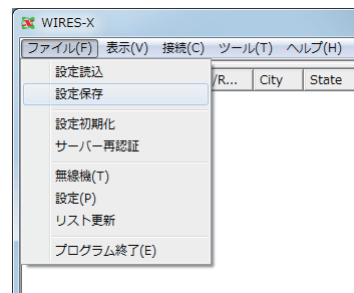 WIRES-X
ファイル(F) 表示(V) 接続(C) ツール(T) ヘルプ(H)
/R... City State
設定読込
設定保存
設定初期化
サーバー再認証
無線機(T)
設定(P)
リスト更新
プログラム終了(E)